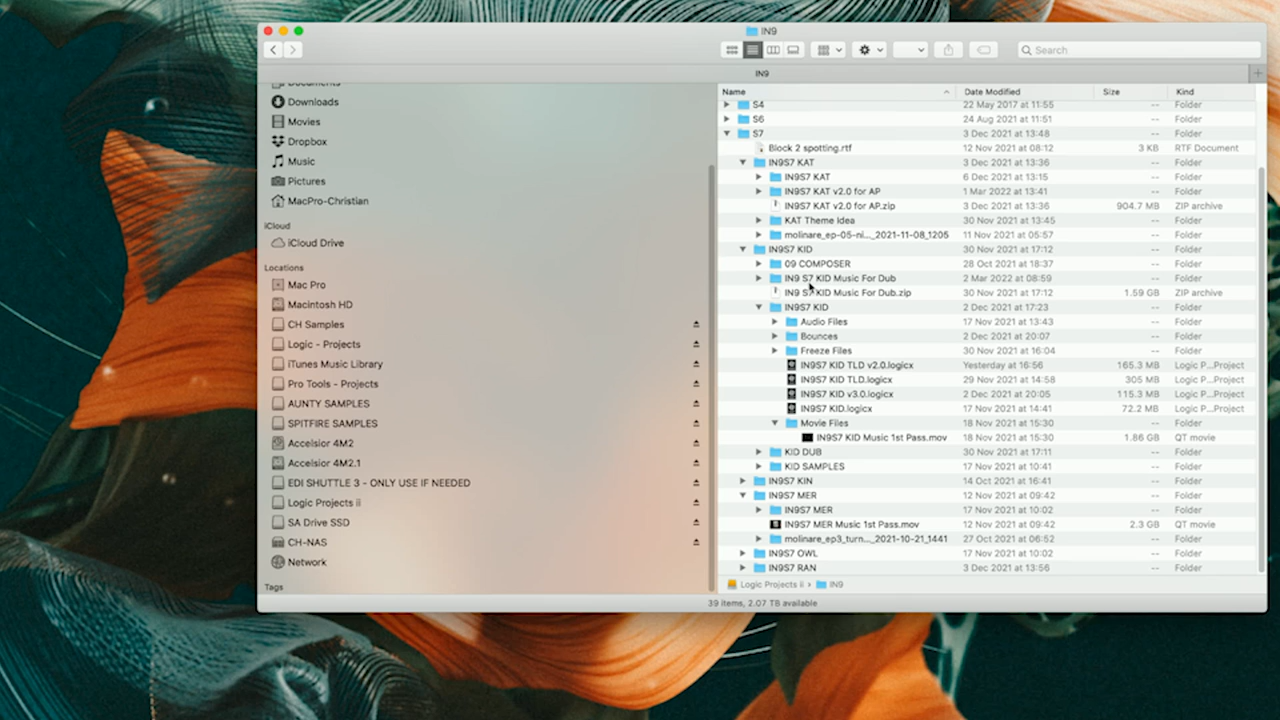 IN9
Search
IN9
Documents
Downloads
Movies
Dropbox
Music
Pictures
MacPro-Christian
iCloud
iCloud Drive
Locations
Mac Pro
Macintosh HD
CH Samples
Logic - Projects
iTunes Music Library
Pro Tools - Projects
AUNTY SAMPLES
SPITFIRE SAMPLES
Accelsior 4M2
Accelsior 4M2.1
EDI SHUTTLE 3 - ONLY USE IF NEEDED
Logic Projects ii
SA Drive SSD
CH-NAS
Network
Tags
Name Date Modified Size Kind
S4 22 May 2017 at 11:55 -- Folder
S6 24 Aug 2021 at 11:51 -- Folder
S7 3 Dec 2021 at 13:48 -- Folder
Block 2 spotting.rtf 12 Nov 2021 at 08:12 3 KB RTF Document
IN9S7 KAT 3 Dec 2021 at 13:36 -- Folder
IN9S7 KAT 6 Dec 2021 at 13:15 -- Folder
IN9S7 KAT v2.0 for AP 1 Mar 2022 at 13:41 -- Folder
IN9S7 KAT v2.0 for AP.zip 3 Dec 2021 at 13:36 904.7 MB ZIP archive
KAT Theme Idea 30 Nov 2021 at 13:45 -- Folder
molinare_ep-05-ni..._2021-11-08_1205 11 Nov 2021 at 05:57 -- Folder
IN9S7 KID 30 Nov 2021 at 17:12 -- Folder
09 COMPOSER 28 Oct 2021 at 18:37 -- Folder
IN9 S7 KID Music For Dub 2 Mar 2022 at 08:59 -- Folder
IN9 S7 KID Music For Dub.zip 30 Nov 2021 at 17:12 1.59 GB ZIP archive
IN9S7 KID 2 Dec 2021 at 17:23 -- Folder
Audio Files 17 Nov 2021 at 13:43 -- Folder
Bounces 2 Dec 2021 at 20:07 -- Folder
Freeze Files 30 Nov 2021 at 16:04 -- Folder
IN9S7 KID TLD v2.0.logicx Yesterday at 16:56 165.3 MB Logic P...Project
IN9S7 KID TLD.logicx 29 Nov 2021 at 14:58 305 MB Logic P...Project
IN9S7 KID v3.0.logicx 2 Dec 2021 at 20:05 115.3 MB Logic P...Project
IN9S7 KID.logicx 17 Nov 2021 at 14:41 72.2 MB Logic P...Project
Movie Files 18 Nov 2021 at 15:30 -- Folder
IN9S7 KID Music 1st Pass.mov 18 Nov 2021 at 15:30 1.86 GB QT movie
KID DUB 30 Nov 2021 at 17:11 -- Folder
KID SAMPLES 17 Nov 2021 at 10:41 -- Folder
IN9S7 KIN 14 Oct 2021 at 16:41 -- Folder
IN9S7 MER 12 Nov 2021 at 09:42 -- Folder
IN9S7 MER 17 Nov 2021 at 10:02 -- Folder
IN9S7 MER Music 1st Pass.mov 12 Nov 2021 at 09:42 2.3 GB QT movie
molinare_ep3_turn..._2021-10-21_1441 27 Oct 2021 at 06:52 -- Folder
IN9S7 OWL 17 Nov 2021 at 10:02 -- Folder
IN9S7 RAN 3 Dec 2021 at 13:56 -- Folder
Logic Projects ii › IN9
39 items, 2.07 TB available